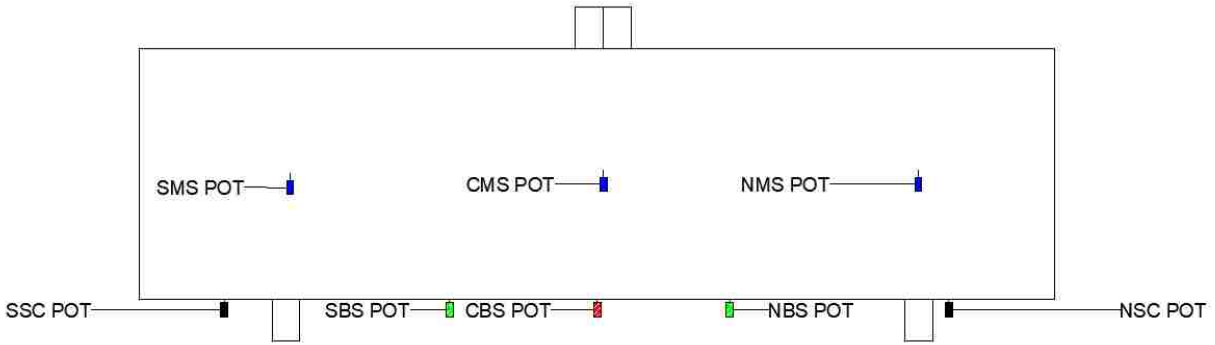 SMS POT
CMS POT
NMS POT
SSC POT
SBS POT
CBS POT
NBS POT
NSC POT